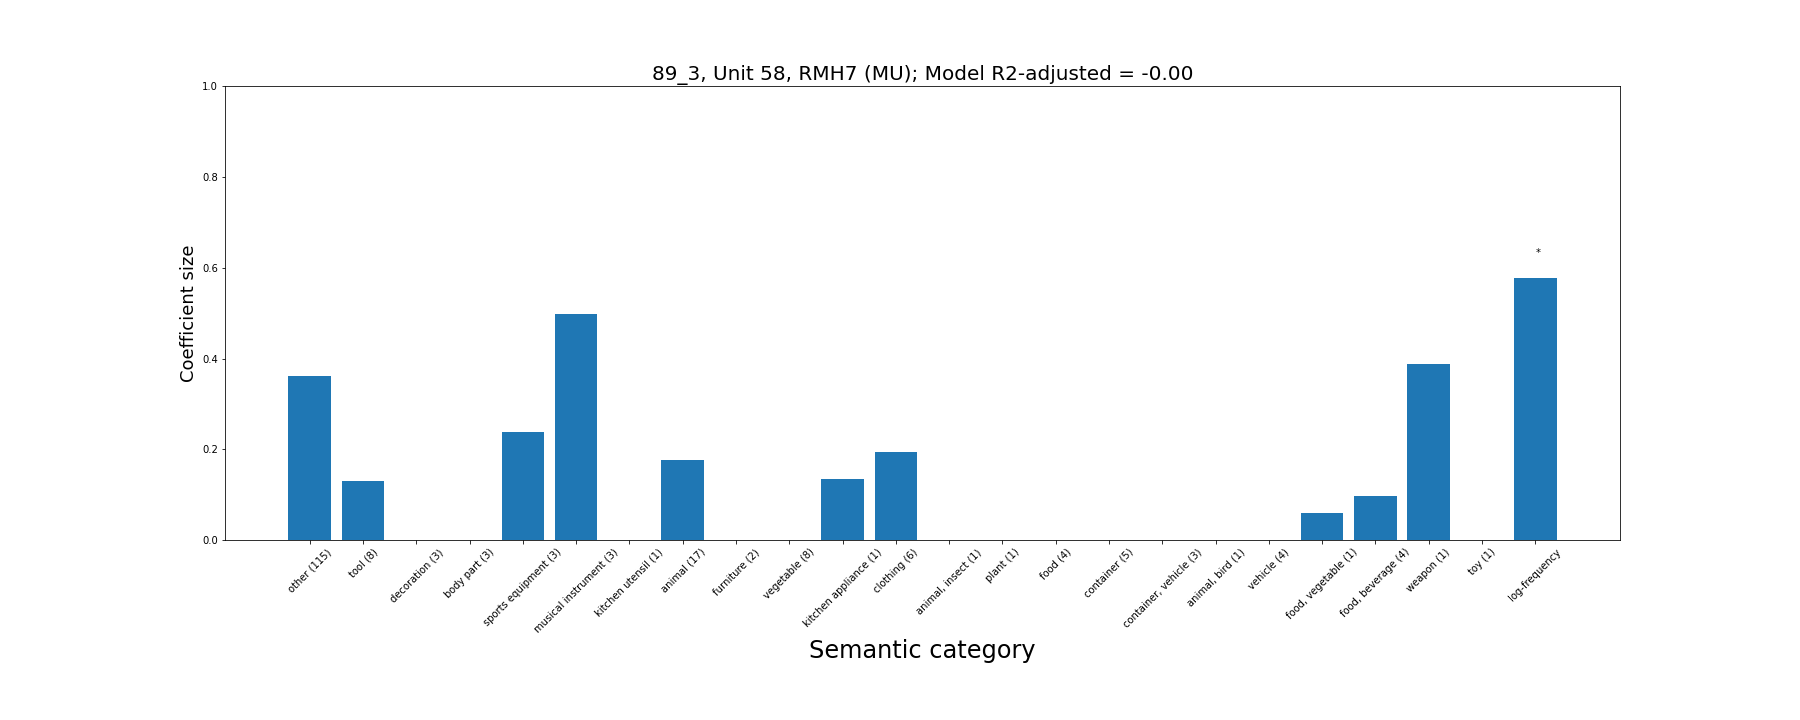 89_3, Unit 58, RMH7 (MU); Model R2-adjusted = -0.00
1.0
0.8
0.6
0.4
0.2
0.0
Coefficient size
*
other (115)
tool (8)
decoration (3)
body part (3)
sports equipment (3)
musical instrument (3)
kitchen utensil (1)
animal (17)
furniture (2)
vegetable (8)
kitchen appliance (1)
clothing (6)
animal, insect (1)
plant (1)
food (4)
container (5)
container, vehicle (3)
animal, bird (1)
vehicle (4)
food, vegetable (1)
food, beverage (4)
weapon (1)
toy (1)
log-frequency
Semantic category